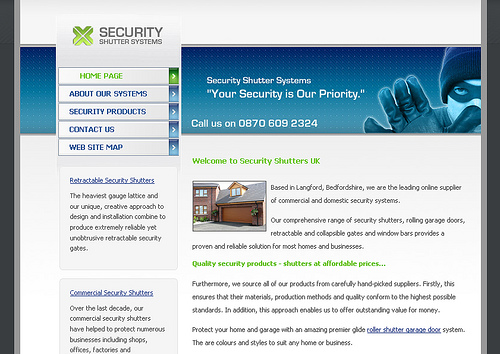 SECURITY
SHUTTER SYSTEMS
HOME PAGE
ABOUT OUR SYSTEMS
SECURITY PRODUCTS
CONTACT US
WEB SITE MAP
Security Shutter Systems
"Your Security is Our Priority."
Call us on 0870 609 2324
Retractable Security Shutters
The heaviest gauge lattice and
our unique, creative approach to
design and installation combine to
produce extremely reliable yet
unobtrusive retractable security
gates.
Commercial Security Shutters
Over the last decade, our
commercial security shutters
have helped to protect numerous
businesses including shops,
offices, factories and
Welcome to Security Shutters UK
Based in Langford, Bedfordshire, we are the leading online supplier
of commercial and domestic security systems.
Our comprehensive range of security shutters, rolling garage doors,
retractable and collapsible gates and window bars provides a
proven and reliable solution for most homes and businesses.
Quality security products - shutters at affordable prices...
Furthermore, we source all of our products from carefully hand-picked suppliers. Firstly, this
ensures that their materials, production methods and quality conform to the highest possible
standards. In addition, this approach enables us to offer outstanding value for money.
Protect your home and garage with an amazing premier glide roller shutter garage door system.
The are colours and styles to suit any home or business.